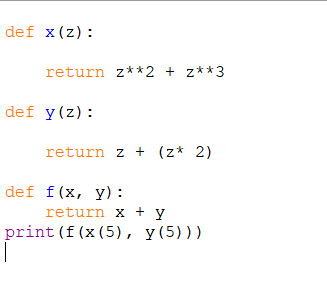 def x(z):
    return z**2 + z**3
def y(z):
    return z + (z* 2)
def f(x, y):
    return x + y
print(f(x(5), y(5)))